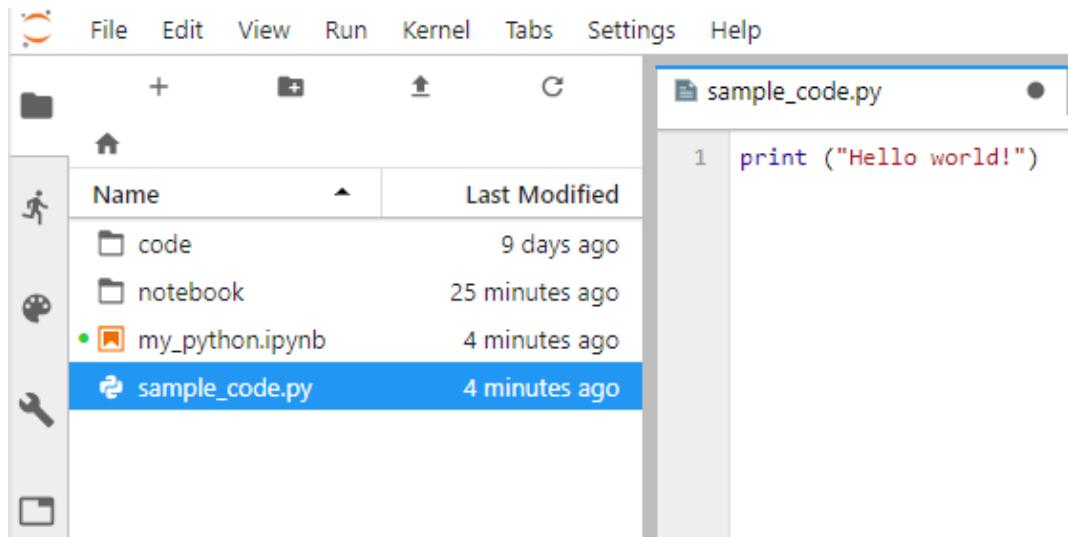 File Edit View Run Kernel Tabs Settings Help
sample_code.py
1 print ("Hello world!")
Name Last Modified
code 9 days ago
notebook 25 minutes ago
my_python.ipynb 4 minutes ago
sample_code.py 4 minutes ago